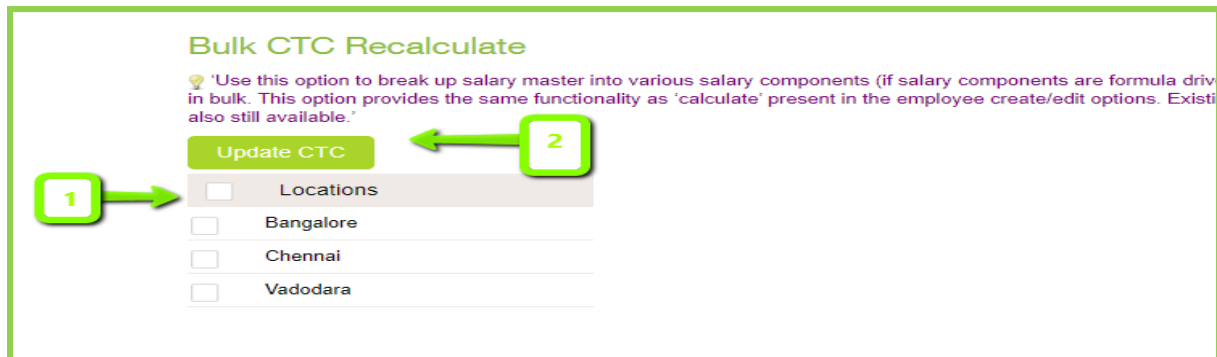 Bulk CTC Recalculate
'Use this option to break up salary master into various salary components (if salary components are formula driv
in bulk. This option provides the same functionality as 'calculate' present in the employee create/edit options. Existi
also still available.'
Update CTC
2
1
Locations
Bangalore
Chennai
Vadodara